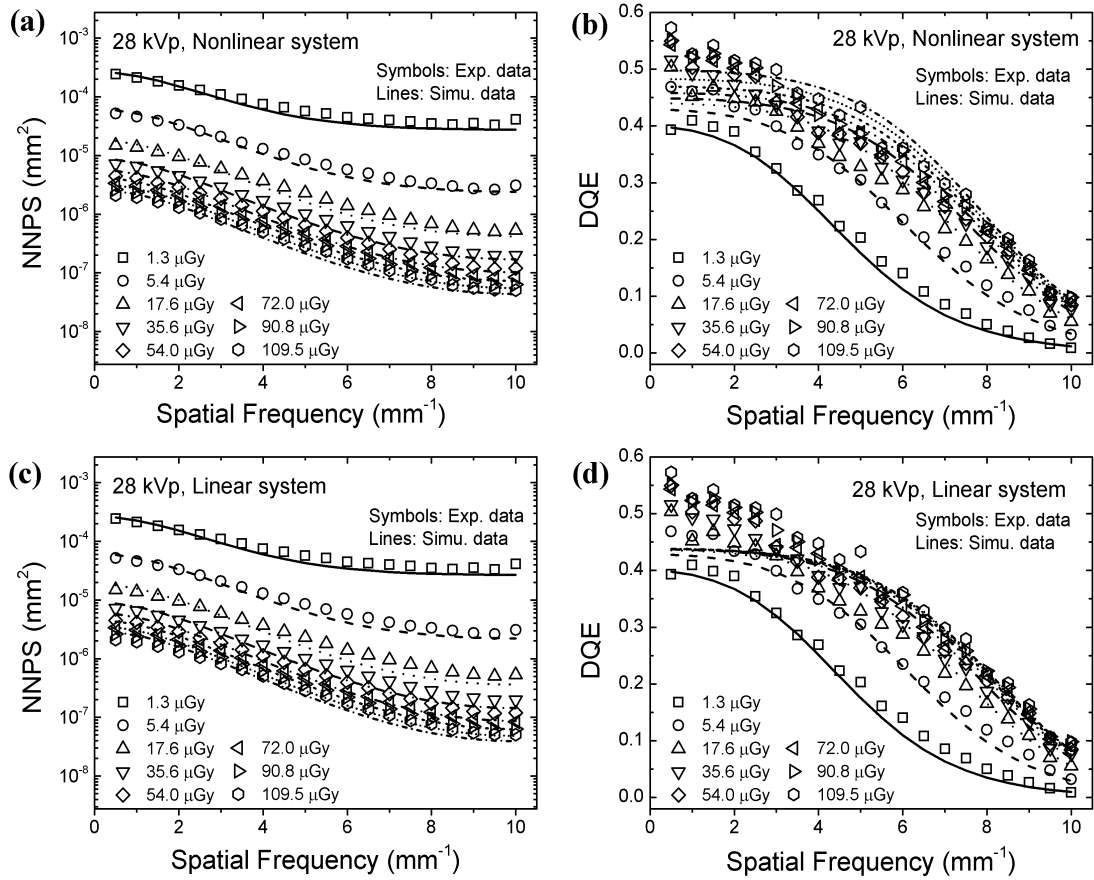 (a)
10⁻³
10⁻⁴
10⁻⁵
10⁻⁶
10⁻⁷
10⁻⁸
NNPS (mm²)
28 kVp, Nonlinear system
Symbols: Exp. data
Lines: Simu. data
1.3 μGy
5.4 μGy
17.6 μGy 72.0 μGy
35.6 μGy 90.8 μGy
54.0 μGy 109.5 μGy
0 2 4 6 8 10
Spatial Frequency (mm⁻¹)
(b)
0.6
0.5
0.4
0.3
0.2
0.1
0.0
DQE
28 kVp, Nonlinear system
Symbols: Exp. data
Lines: Simu. data
1.3 μGy
5.4 μGy
17.6 μGy 72.0 μGy
35.6 μGy 90.8 μGy
54.0 μGy 109.5 μGy
0 2 4 6 8 10
Spatial Frequency (mm⁻¹)
(c)
10⁻³
10⁻⁴
10⁻⁵
10⁻⁶
10⁻⁷
10⁻⁸
NNPS (mm²)
28 kVp, Linear system
Symbols: Exp. data
Lines: Simu. data
1.3 μGy
5.4 μGy
17.6 μGy 72.0 μGy
35.6 μGy 90.8 μGy
54.0 μGy 109.5 μGy
0 2 4 6 8 10
Spatial Frequency (mm⁻¹)
(d)
0.6
0.5
0.4
0.3
0.2
0.1
0.0
DQE
28 kVp, Linear system
Symbols: Exp. data
Lines: Simu. data
1.3 μGy
5.4 μGy
17.6 μGy 72.0 μGy
35.6 μGy 90.8 μGy
54.0 μGy 109.5 μGy
0 2 4 6 8 10
Spatial Frequency (mm⁻¹)